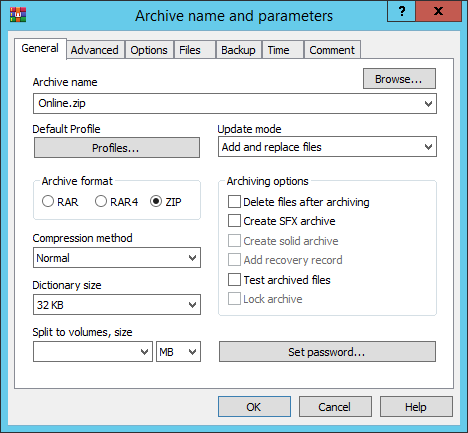 Archive name and parameters
?
x
General
Advanced
Options
Files
Backup
Time
Comment
Archive name
Browse...
Online.zip
Default Profile
Profiles...
Update mode
Add and replace files
Archive format
RAR
RAR4
ZIP
Compression method
Normal
Dictionary size
32 KB
Split to volumes, size
MB
Archiving options
Delete files after archiving
Create SFX archive
Create solid archive
Add recovery record
Test archived files
Lock archive
Set password...
OK
Cancel
Help